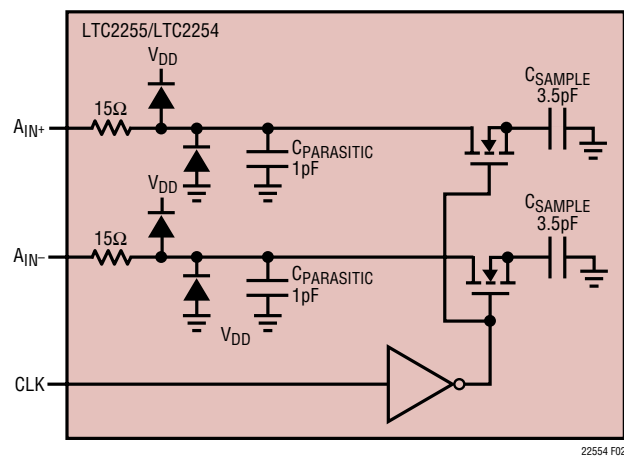 LTC2255/LTC2254
VDD
CSAMPLE
3.5pF
15Ω
AIN+
CPARASITIC
1pF
VDD
CSAMPLE
3.5pF
15Ω
AIN–
CPARASITIC
1pF
VDD
CLK
22554 F02